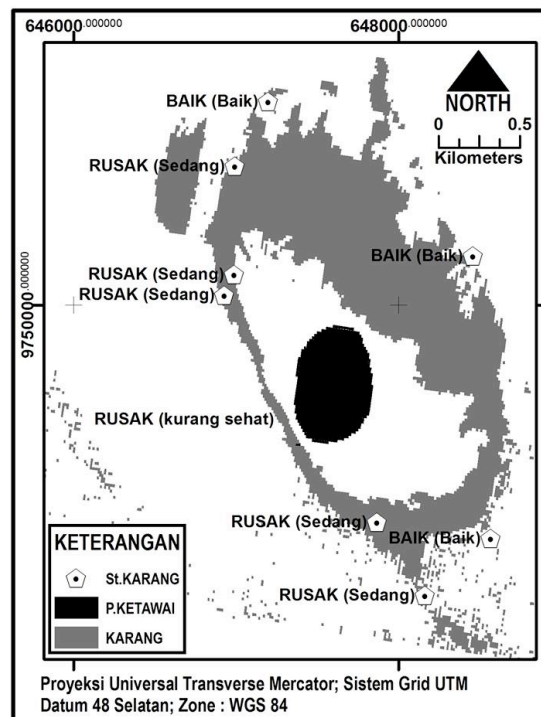 646000.000000 648000.000000
BAIK (Baik)
NORTH
0 0.5
Kilometers
RUSAK (Sedang)
BAIK (Baik)
RUSAK (Sedang)
RUSAK (Sedang)
9750000.000000
RUSAK (kurang sehat)
RUSAK (Sedang)
BAIK (Baik)
RUSAK (Sedang)
KETERANGAN
St.KARANG
P.KETAWAI
KARANG
Proyeksi Universal Transverse Mercator; Sistem Grid UTM
Datum 48 Selatan; Zone : WGS 84